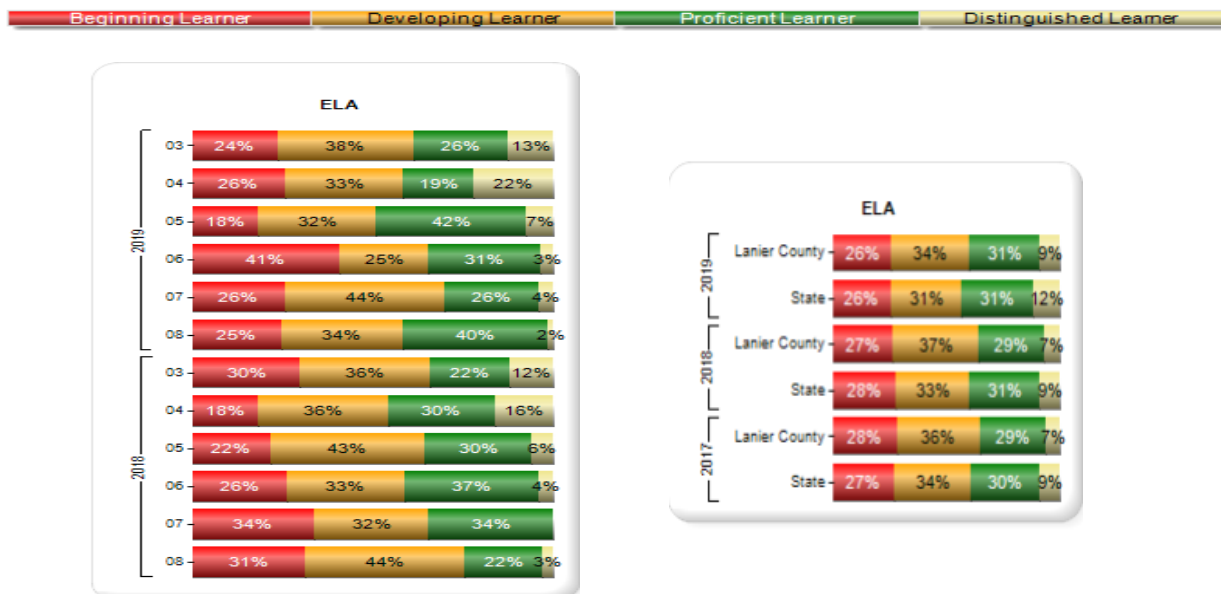 Beginning Learner Developing Learner Proficient Learner Distinguished Learner
ELA
2019
03 24% 38% 26% 13%
04 26% 33% 19% 22%
05 18% 32% 42% 7%
06 41% 25% 31% 3%
07 26% 44% 26% 4%
08 25% 34% 40% 2%
2018
03 30% 36% 22% 12%
04 18% 36% 30% 16%
05 22% 43% 30% 6%
06 26% 33% 37% 4%
07 34% 32% 34%
08 31% 44% 22% 3%
ELA
2019
Lanier County 26% 34% 31% 9%
State 26% 31% 31% 12%
2018
Lanier County 27% 37% 29% 7%
State 28% 33% 31% 9%
2017
Lanier County 28% 36% 29% 7%
State 27% 34% 30% 9%